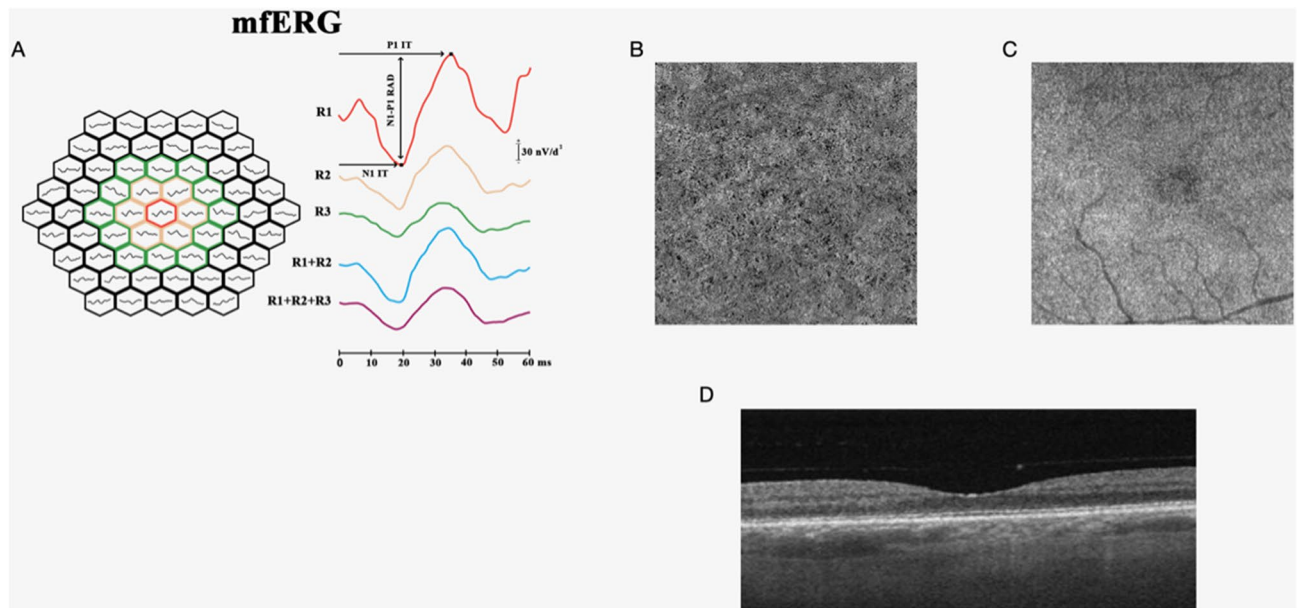 mfERG
A
P1 IT
N1-P1 RAD
R1
30 nV/d²
N1 IT
R2
R3
R1+R2
R1+R2+R3
0 10 20 30 40 50 60 ms
B
C
D